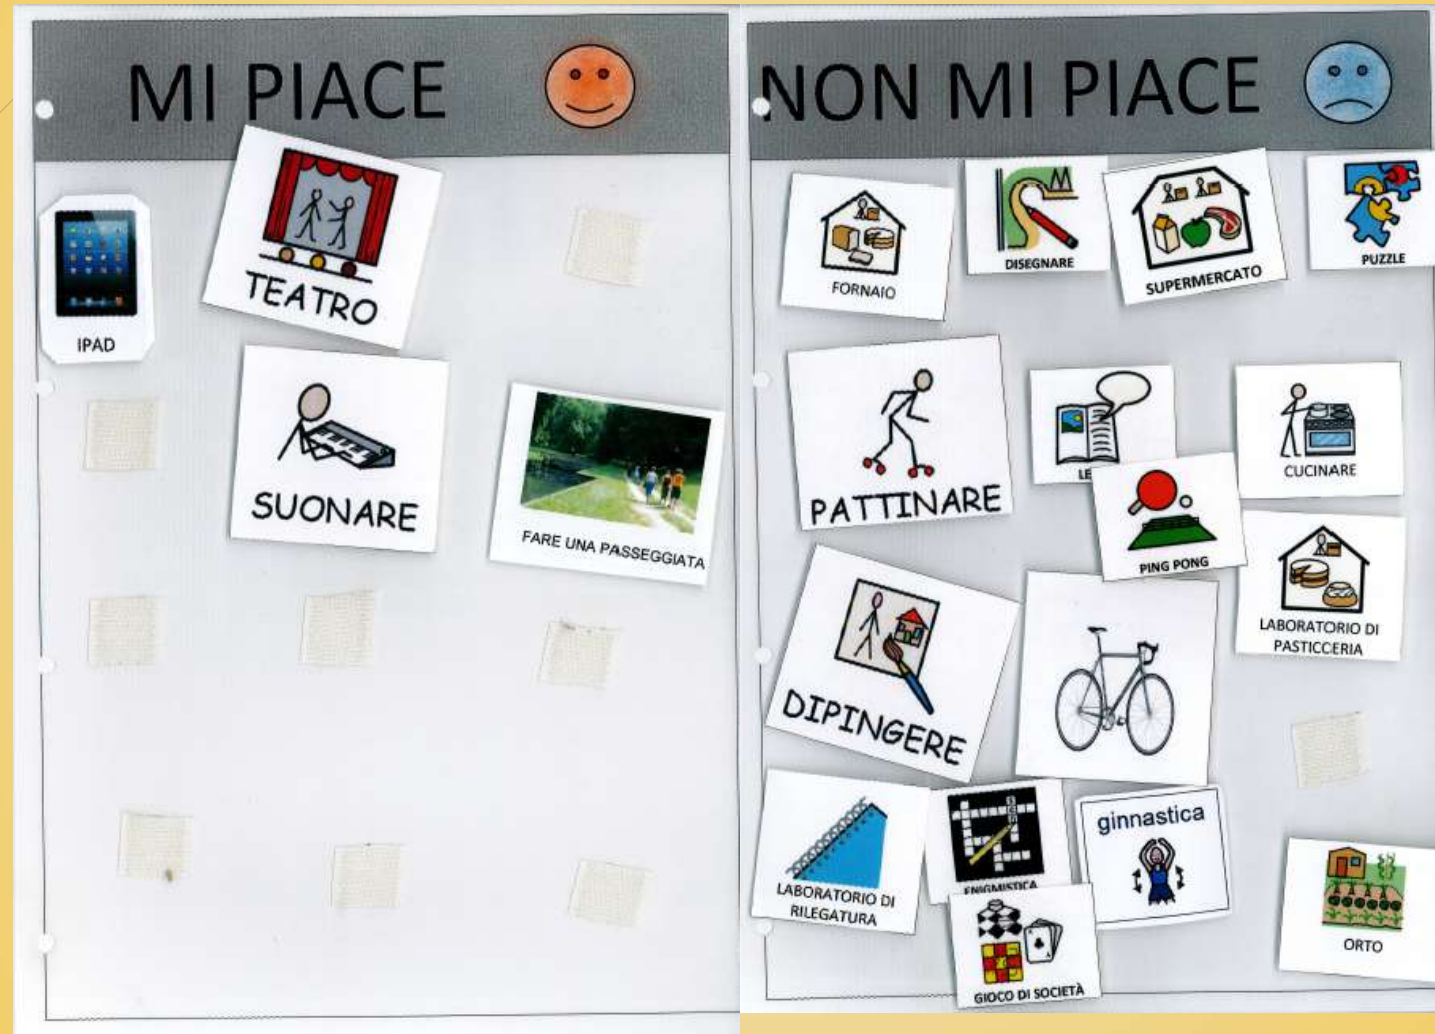 MI PIACE
TEATRO
IPAD
SUONARE
FARE UNA PASSEGGIATA
NON MI PIACE
FORNAIO
DISEGNARE
SUPERMERCATO
PUZZLE
PATTINARE
CUCINARE
PING PONG
LABORATORIO DI
PASTICCERIA
DIPINGERE
LABORATORIO DI
RILEGATURA
ENIGMISTICA
ginnastica
GIOCO DI SOCIETÀ
ORTO